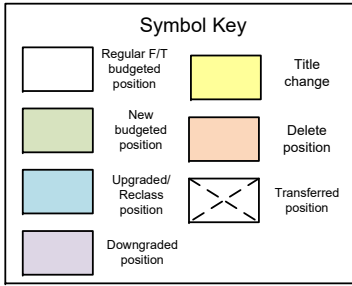 Symbol Key
Regular F/T
budgeted
position
New
budgeted
position
Upgraded/
Reclass
position
Downgraded
position
Title
change
Delete
position
Transferred
position